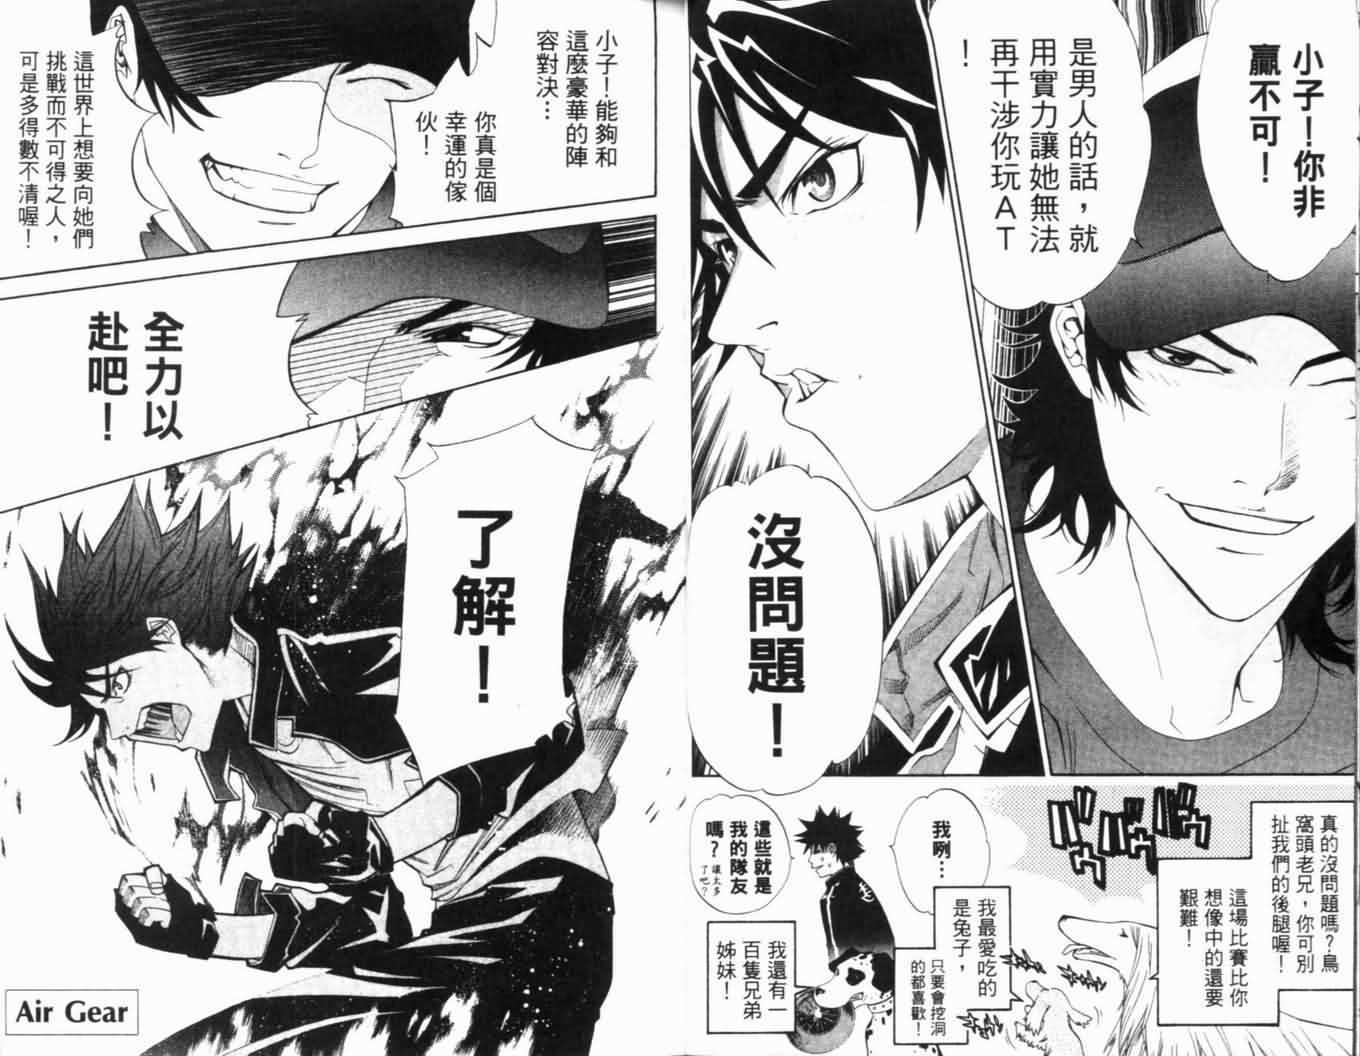 小子！你非
贏不可！
是男人的話，就
用實力讓她無法
再干涉你玩AT
！
沒問題！
真的沒問題嗎？鳥
窩頭老兄，你可別
扯我們的後腿喔！
這場比賽比你
想像中的還要
艱難！
我咧…
我最愛吃的
是兔子，
只要會挖洞
的都喜歡！
這些就是
我的隊友
嗎？
讓太多
了吧？
我還有一
百隻兄弟
姊妹！
小子！能夠和
這麼豪華的陣
容對決…
你真是個
幸運的傢
伙！
這世界上想要向她們
挑戰而不可得之人，
可是多得數不清喔！
全力以
赴吧！
了解！
Air Gear